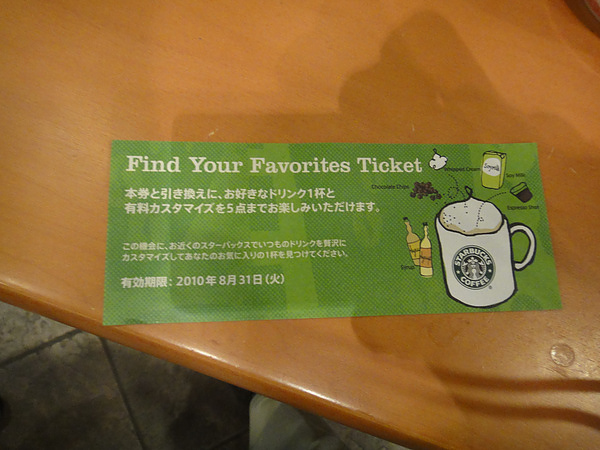 Find Your Favorites Ticket
本券と引き換えに、お好きなドリンク1杯と
有料カスタマイズを5点までお楽しみいただけます。
この機会に、お近くのスターバックスでいつものドリンクを贅沢に
カスタマイズしてあなたのお気に入りの1杯を見つけてください。
有効期限: 2010年8月31日(火)
Whipped Cream
Soy Milk
Chocolate Chips
Espresso Shot
Syrup
STARBUCKS
COFFEE